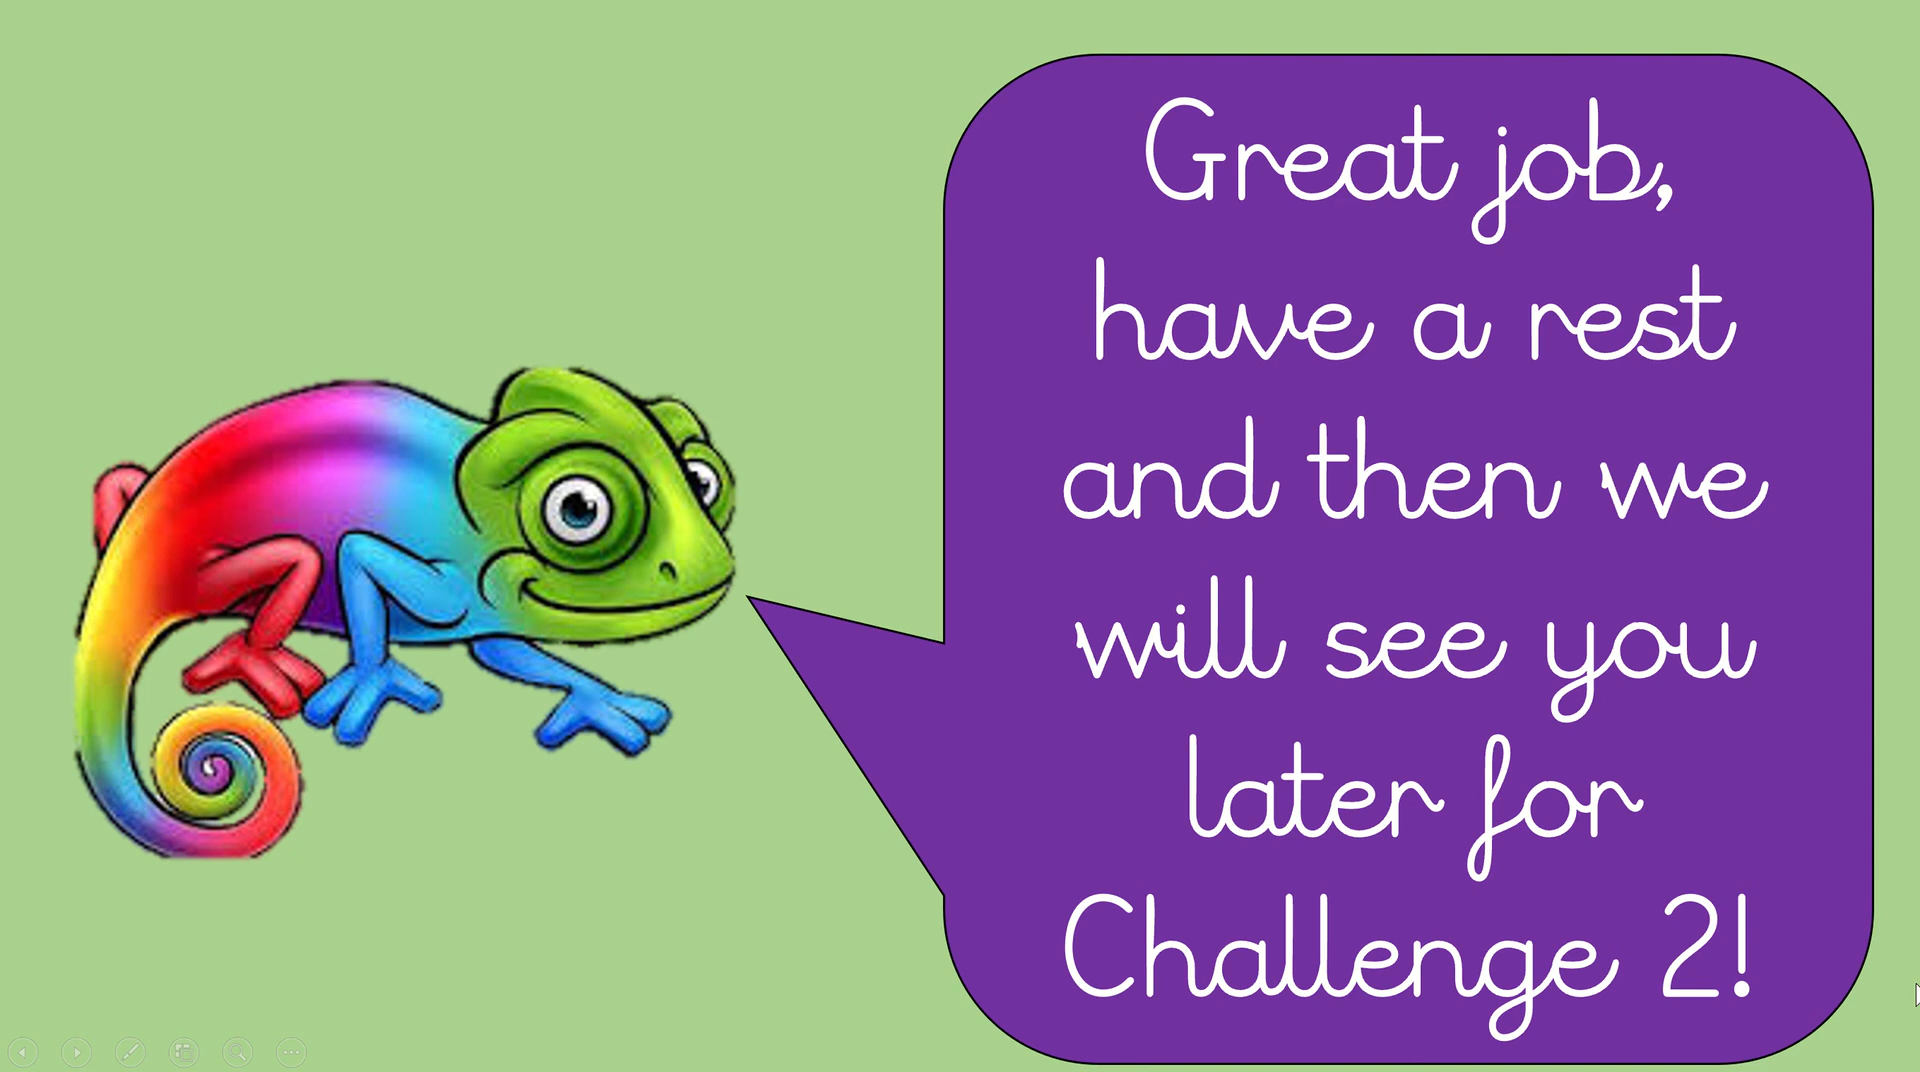 Great job,
have a rest
and then we
will see you
later for
Challenge 2!